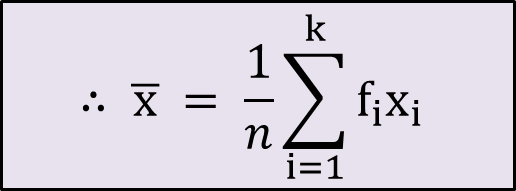 ∴ x̅ = 1/n ∑_{i=1}^{k} f_i x_i